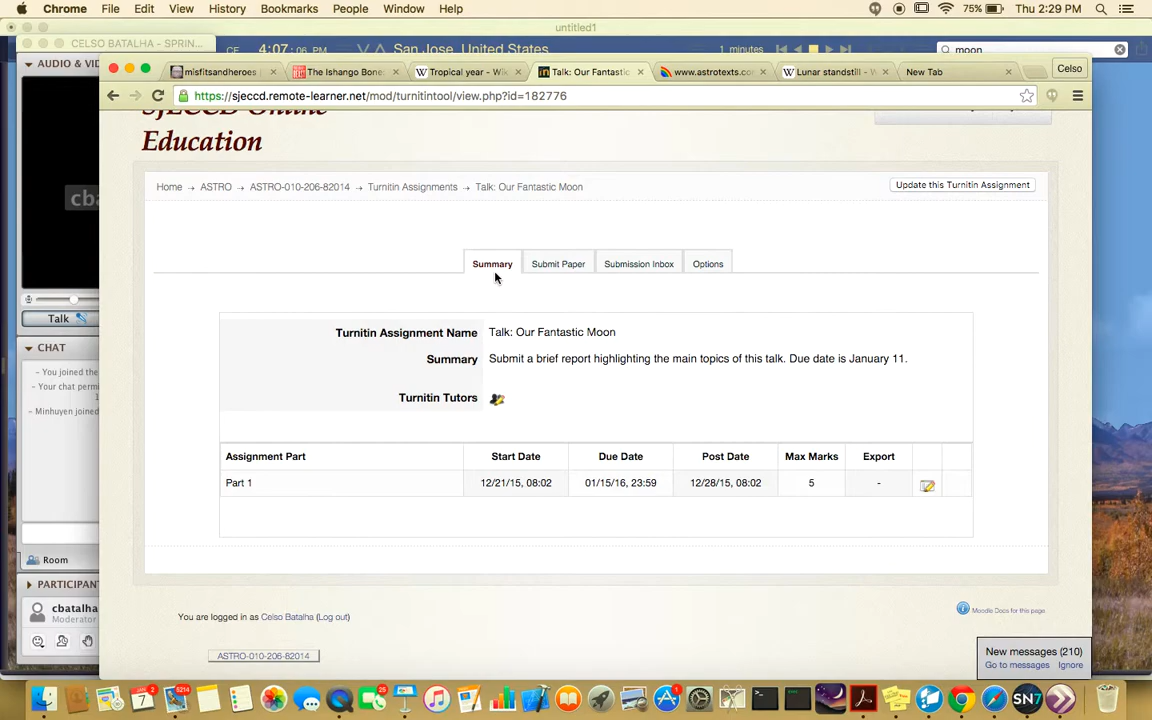 Chrome File Edit View History Bookmarks People Window Help 75% Thu 2:29 PM
untitled1
CELSO BATALHA - SPRIN... CE 4:07: 06 PM San Jose, United States 1 minutes moon
AUDIO & VID
misfitsandheroes The Ishango Bone: Tropical year - Wik Talk: Our Fantastic www.astrotexts.com Lunar standstill - W New Tab Celso
https://sjeccd.remote-learner.net/mod/turnitintool/view.php?id=182776
SJECCD Online
Education
cba
Home → ASTRO → ASTRO-010-206-82014 → Turnitin Assignments → Talk: Our Fantastic Moon Update this Turnitin Assignment
Summary Submit Paper Submission Inbox Options
Talk
Turnitin Assignment Name Talk: Our Fantastic Moon
CHAT
Summary Submit a brief report highlighting the main topics of this talk. Due date is January 11.
– You joined the
– Your chat permi
– Minhuyen joined
Turnitin Tutors
Assignment Part Start Date Due Date Post Date Max Marks Export
Part 1 12/21/15, 08:02 01/15/16, 23:59 12/28/15, 08:02 5 -
Room
PARTICIPAN
cbatalha
Moderator
You are logged in as Celso Batalha (Log out)
Moodle Docs for this page
ASTRO-010-206-82014
New messages (210)
Go to messages Ignore